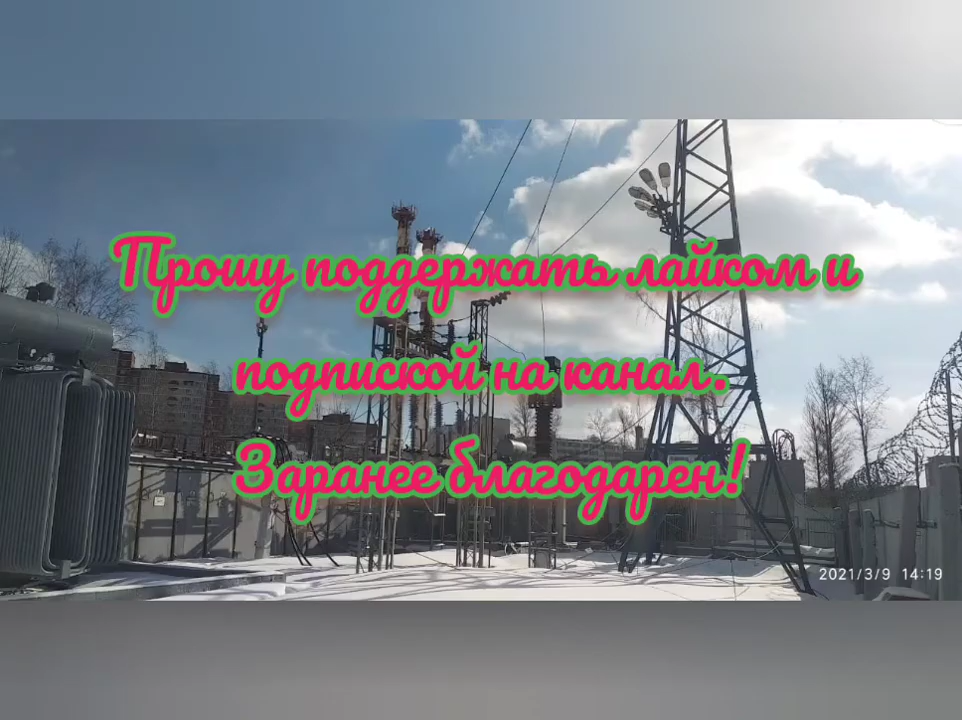 Прошу поддержать лайком и
подпиской на канал.
Заранее благодарен!
2021/3/9 14:19